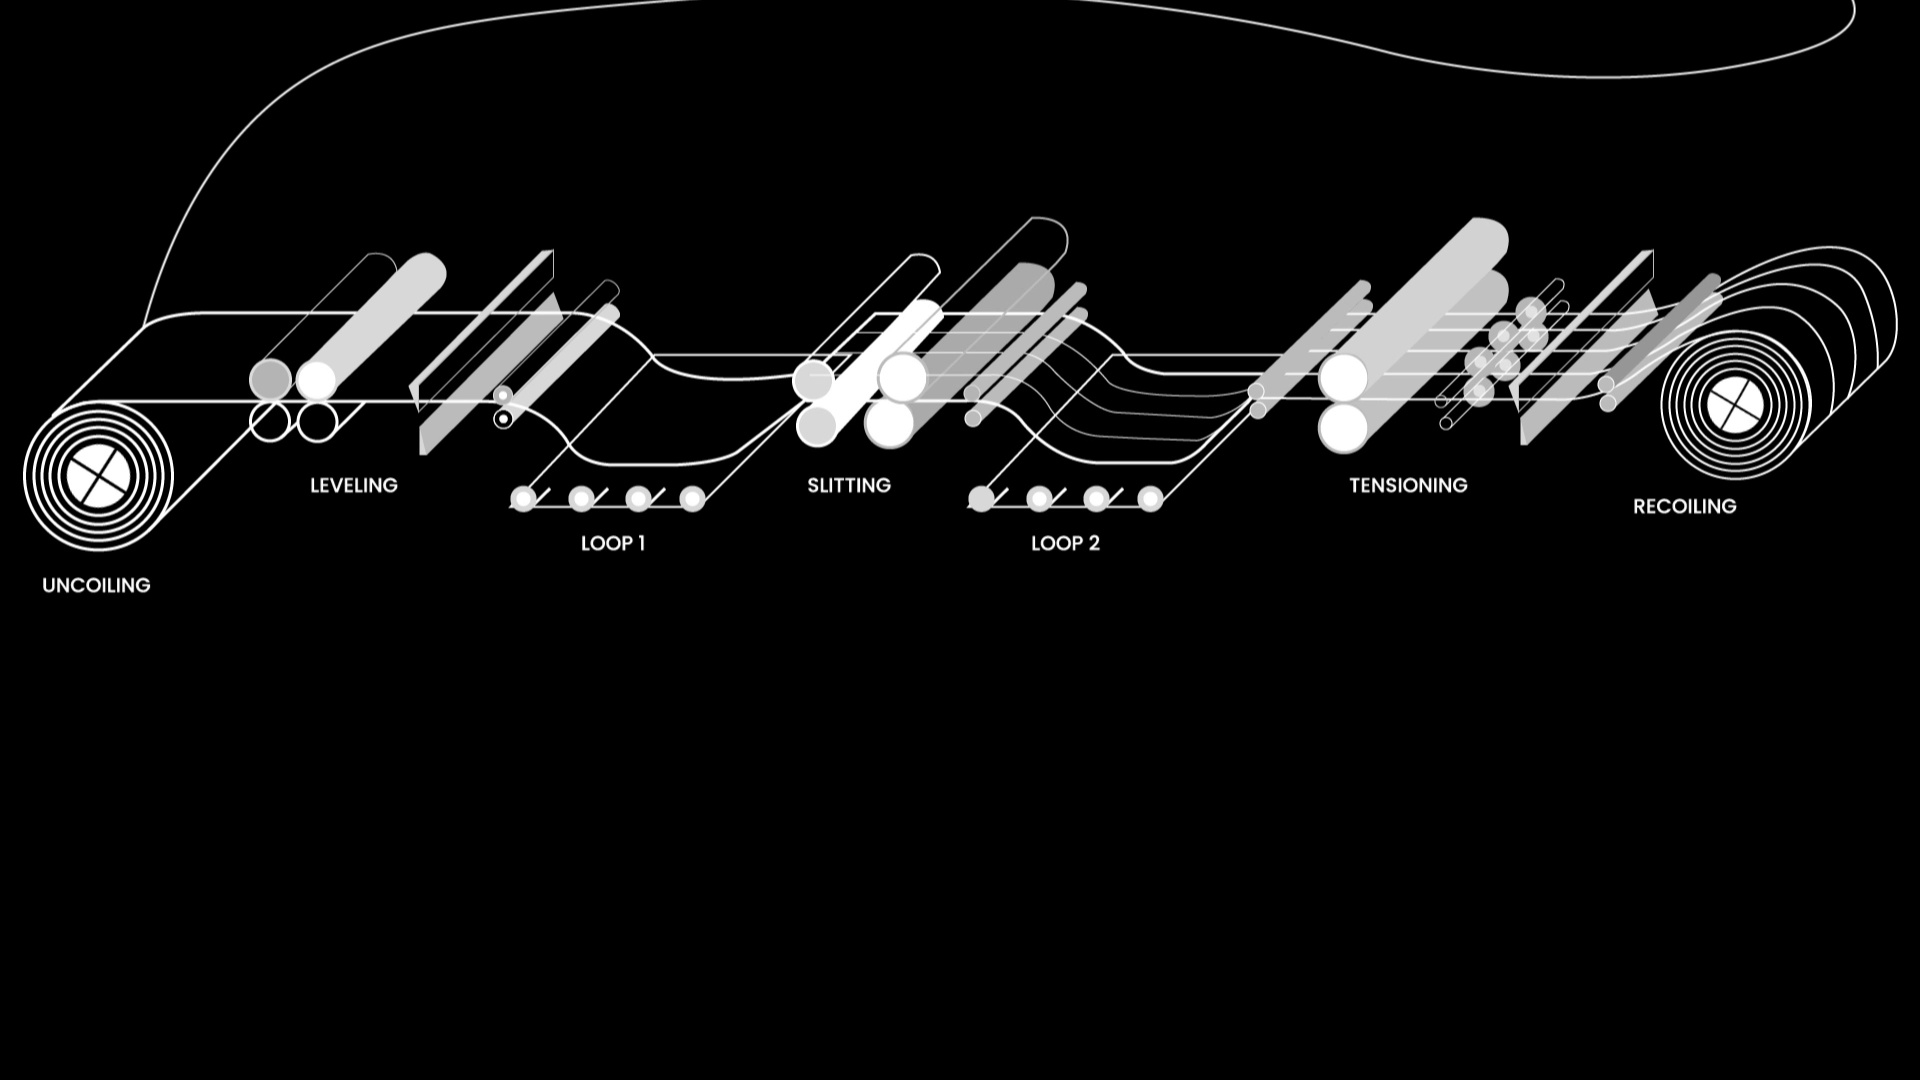 UNCOILING
LEVELING
LOOP 1
SLITTING
LOOP 2
TENSIONING
RECOILING